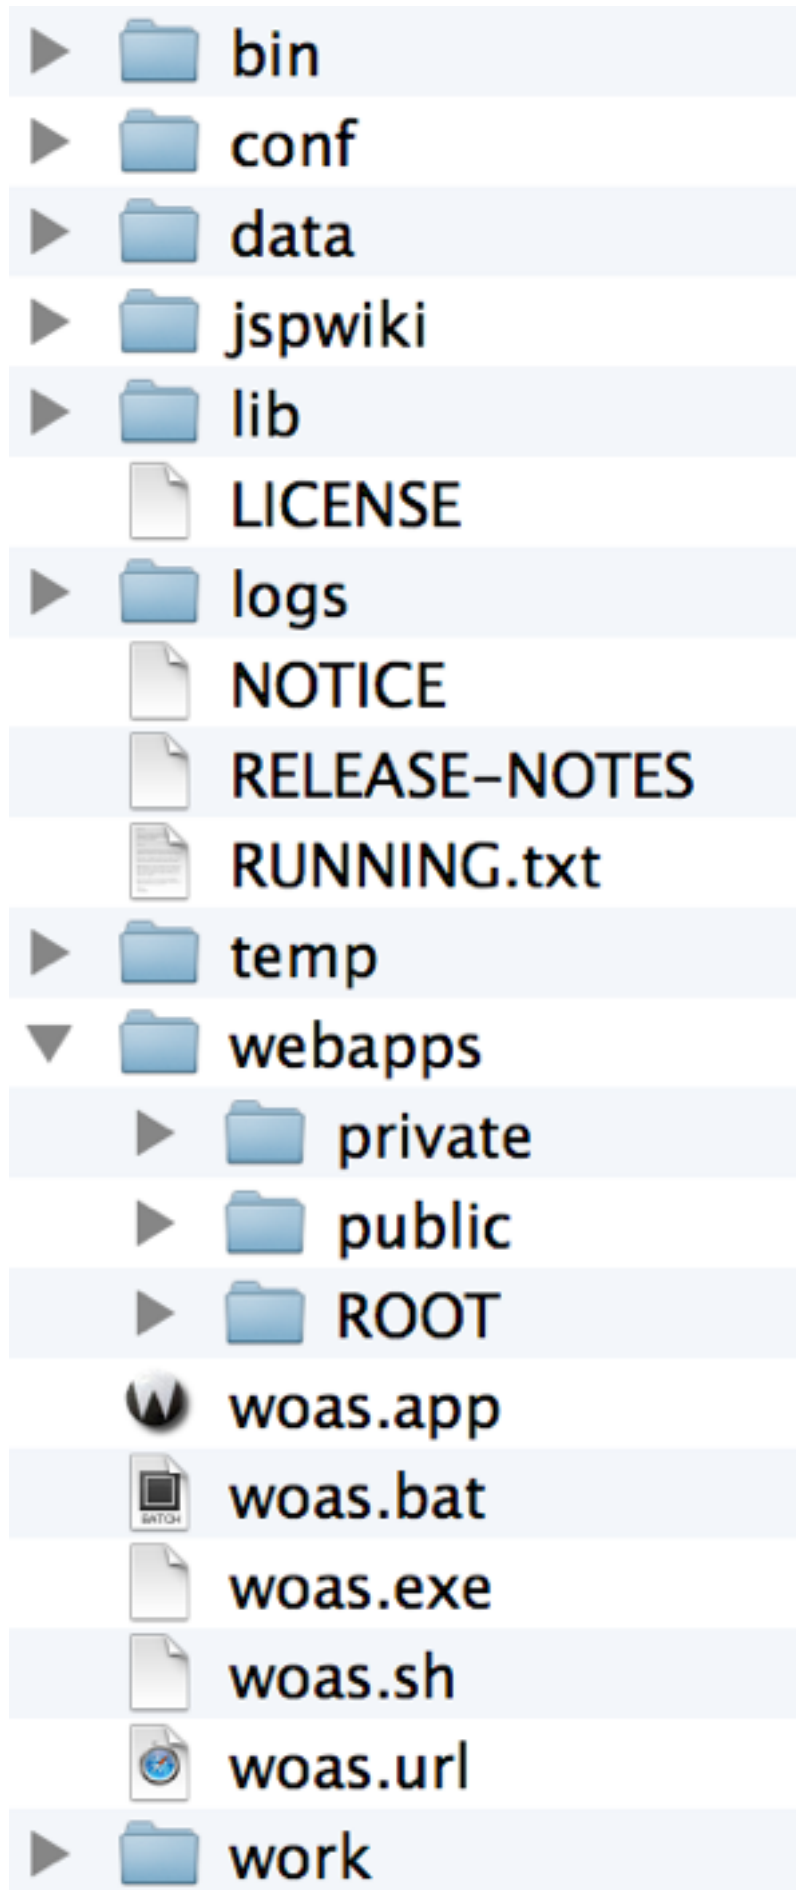 bin
conf
data
jspwiki
lib
LICENSE
logs
NOTICE
RELEASE-NOTES
RUNNING.txt
temp
webapps
private
public
ROOT
woas.app
BATCH
woas.bat
woas.exe
woas.sh
woas.url
work